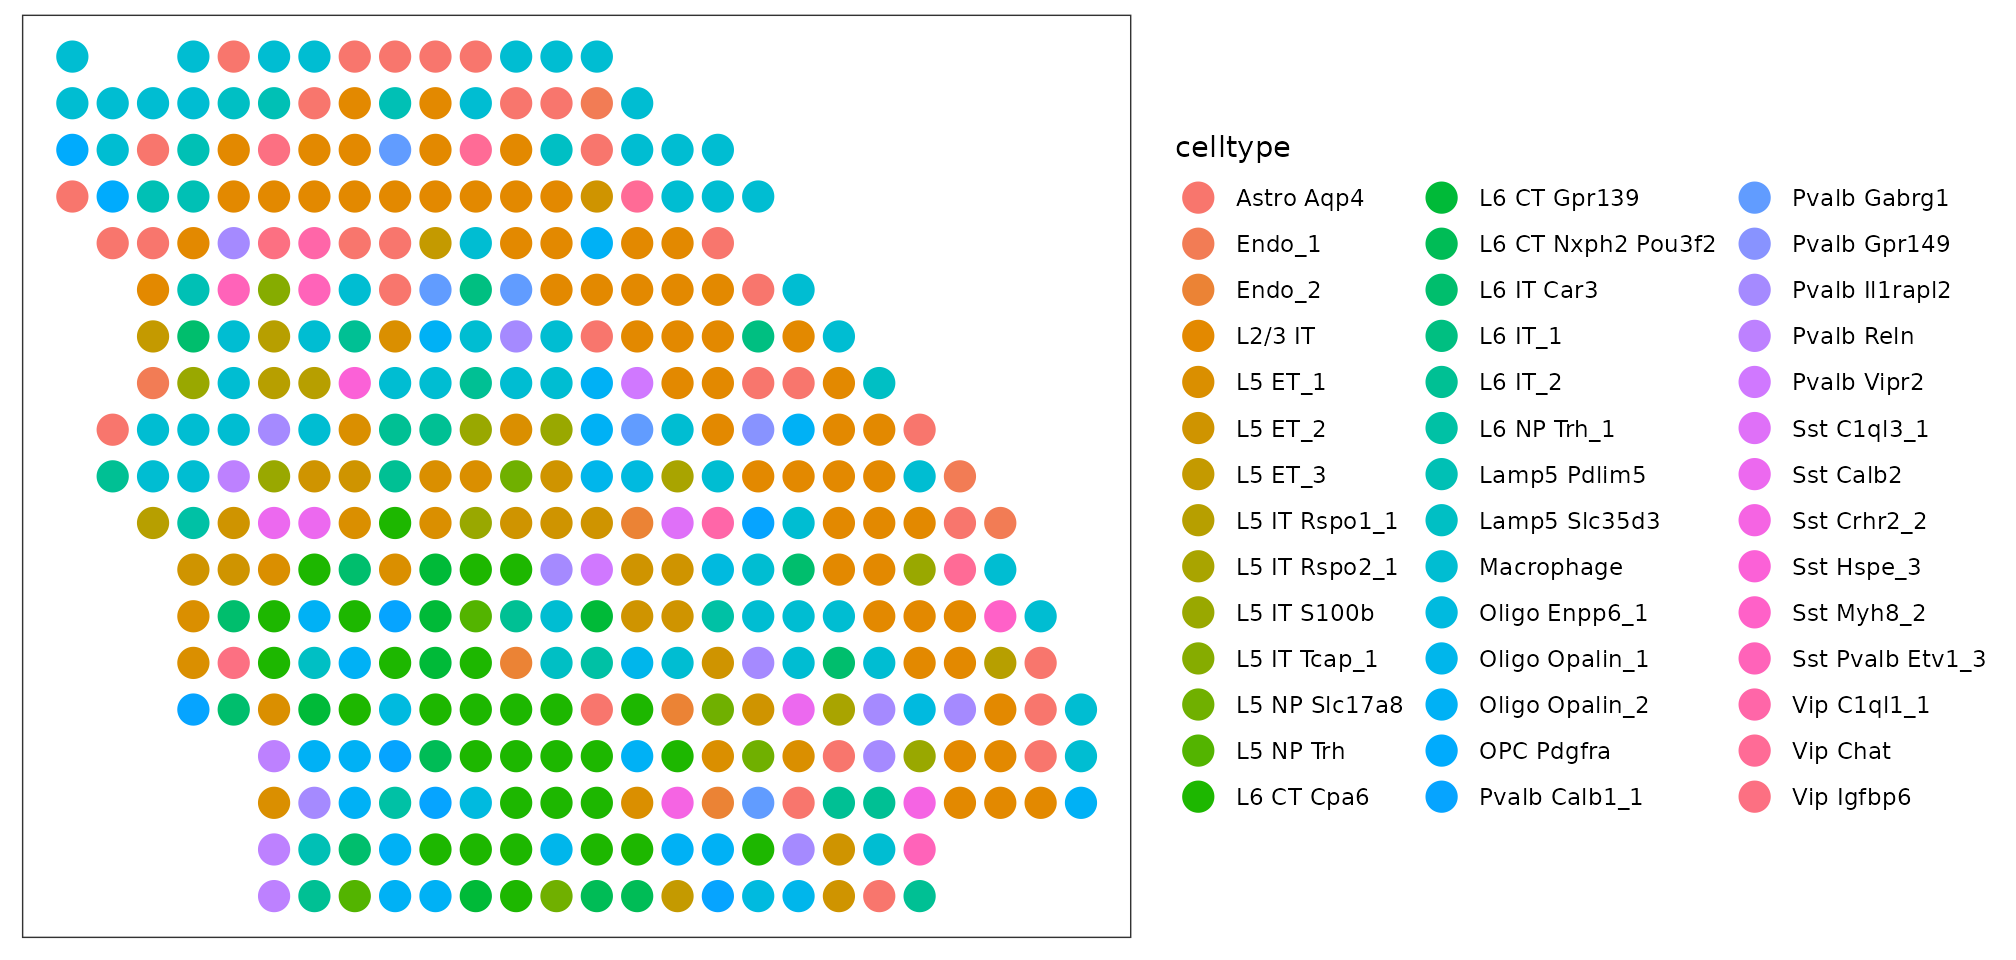 celltype
Astro Aqp4
Endo_1
Endo_2
L2/3 IT
L5 ET_1
L5 ET_2
L5 ET_3
L5 IT Rspo1_1
L5 IT Rspo2_1
L5 IT S100b
L5 IT Tcap_1
L5 NP Slc17a8
L5 NP Trh
L6 CT Cpa6
L6 CT Gpr139
L6 CT Nxph2 Pou3f2
L6 IT Car3
L6 IT_1
L6 IT_2
L6 NP Trh_1
Lamp5 Pdlim5
Lamp5 Slc35d3
Macrophage
Oligo Enpp6_1
Oligo Opalin_1
Oligo Opalin_2
OPC Pdgfra
Pvalb Calb1_1
Pvalb Gabrg1
Pvalb Gpr149
Pvalb Il1rapl2
Pvalb Reln
Pvalb Vipr2
Sst C1ql3_1
Sst Calb2
Sst Crhr2_2
Sst Hspe_3
Sst Myh8_2
Sst Pvalb Etv1_3
Vip C1ql1_1
Vip Chat
Vip Igfbp6